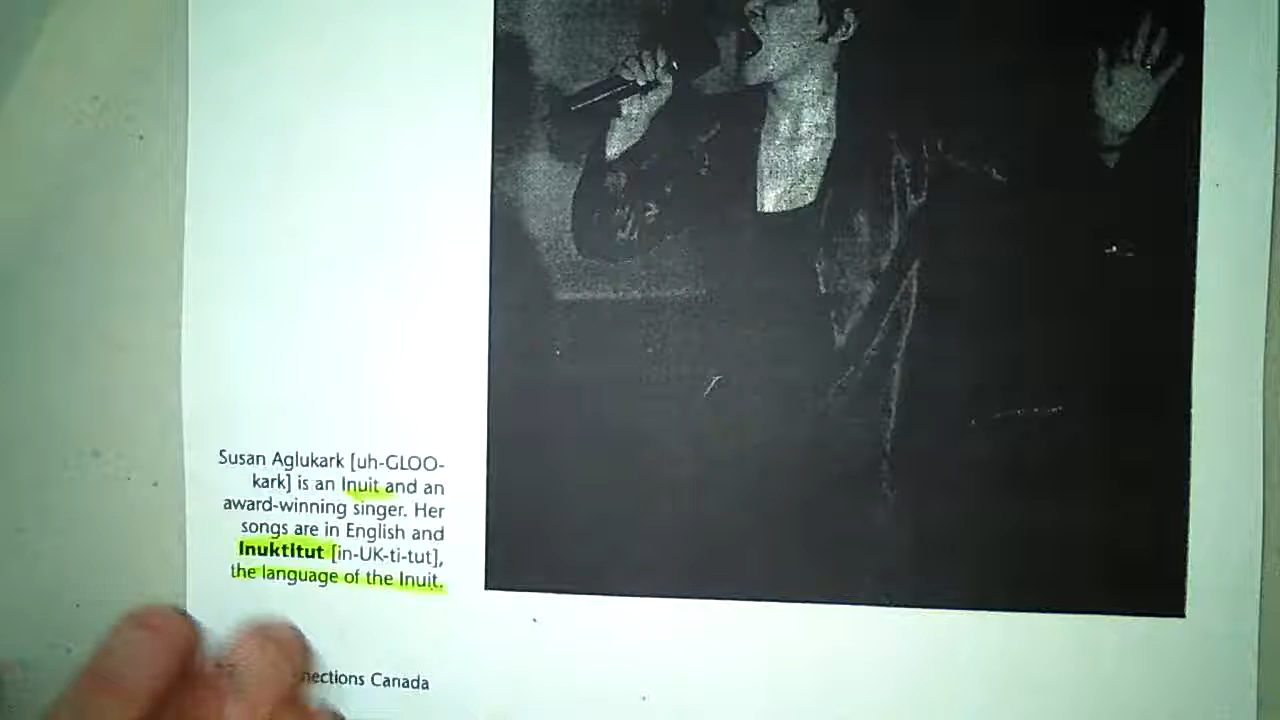 Susan Aglukark [uh-GLOO-
kark] is an Inuit and an
award-winning singer. Her
songs are in English and
Inuktitut [in-UK-ti-tut],
the language of the Inuit.
Canada